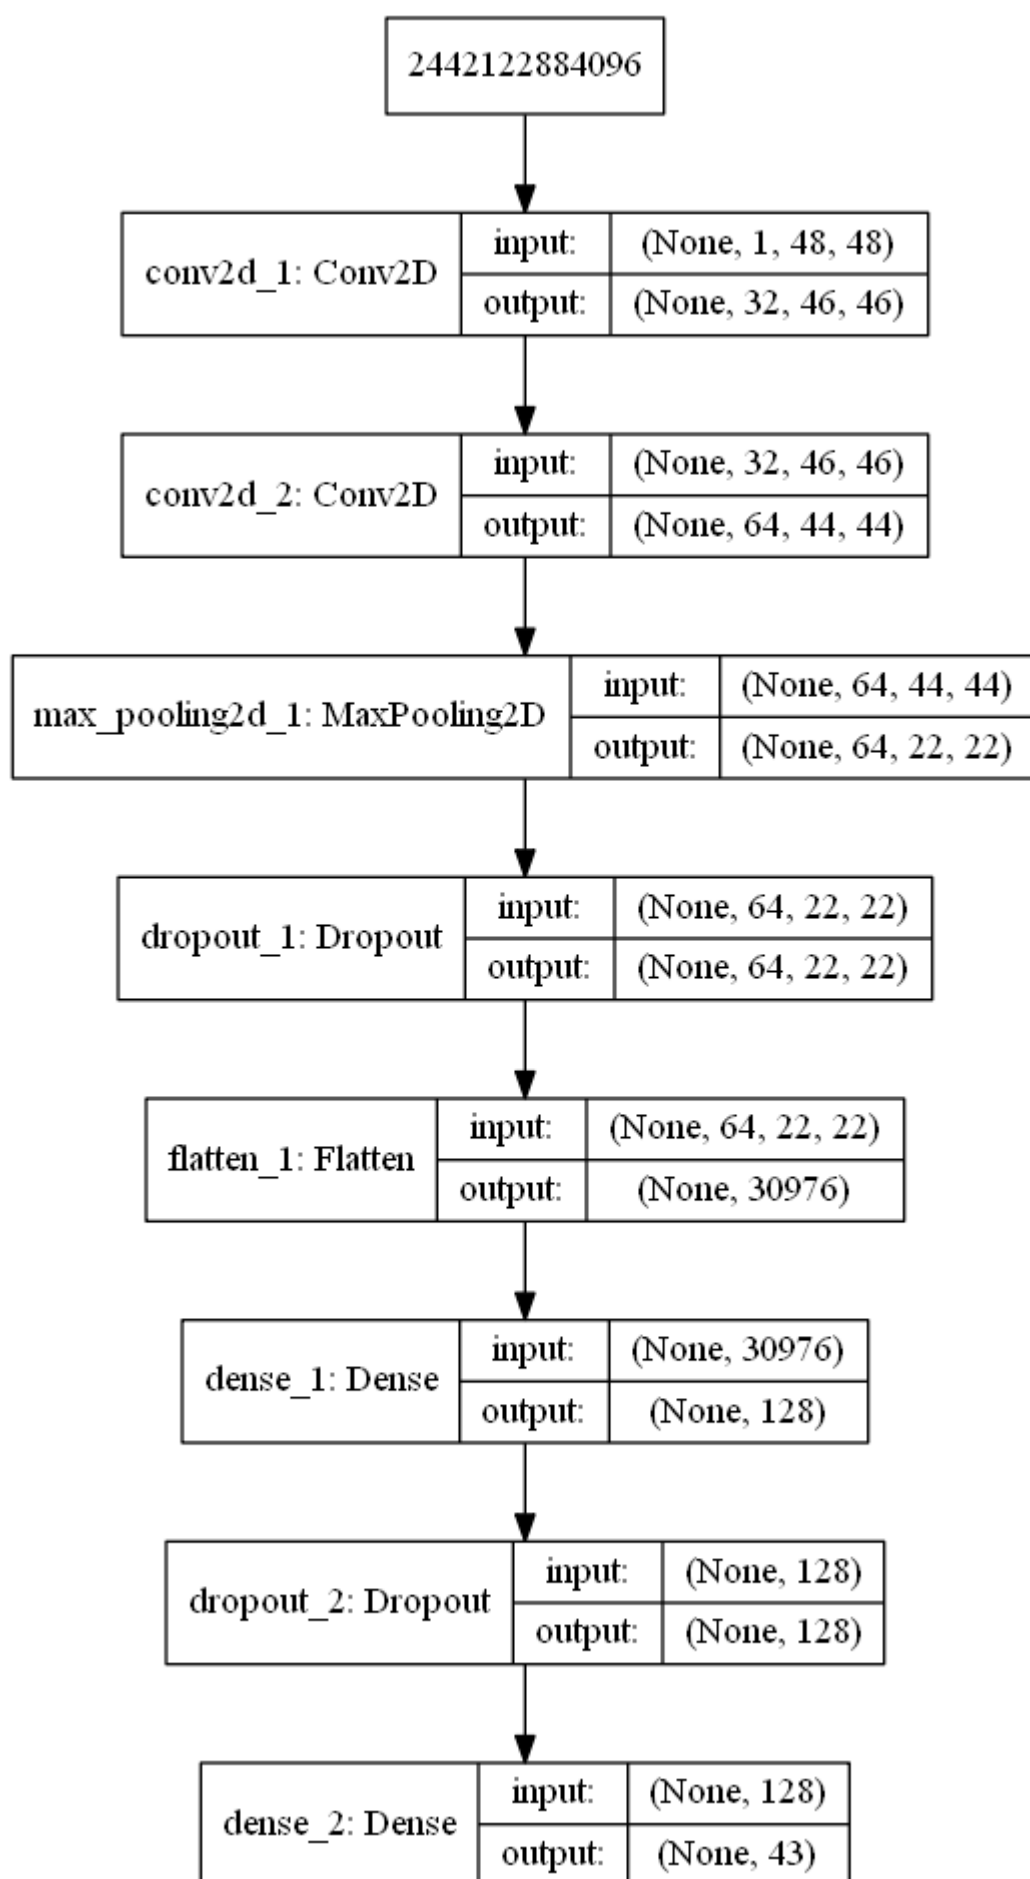 2442122884096
conv2d_1: Conv2D
input:
(None, 1, 48, 48)
output:
(None, 32, 46, 46)
conv2d_2: Conv2D
input:
(None, 32, 46, 46)
output:
(None, 64, 44, 44)
max_pooling2d_1: MaxPooling2D
input:
(None, 64, 44, 44)
output:
(None, 64, 22, 22)
dropout_1: Dropout
input:
(None, 64, 22, 22)
output:
(None, 64, 22, 22)
flatten_1: Flatten
input:
(None, 64, 22, 22)
output:
(None, 30976)
dense_1: Dense
input:
(None, 30976)
output:
(None, 128)
dropout_2: Dropout
input:
(None, 128)
output:
(None, 128)
dense_2: Dense
input:
(None, 128)
output:
(None, 43)